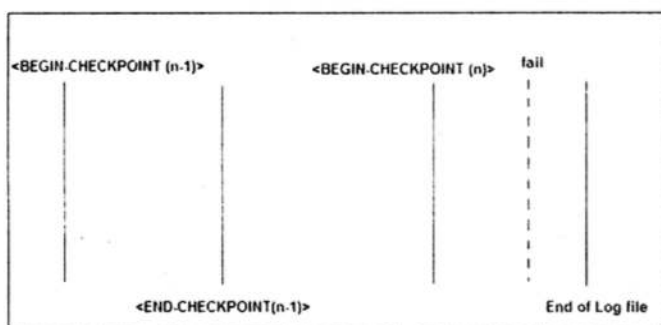 <BEGIN-CHECKPOINT (n-1)> <BEGIN-CHECKPOINT (n)> fail
<END-CHECKPOINT(n-1)> End of Log file